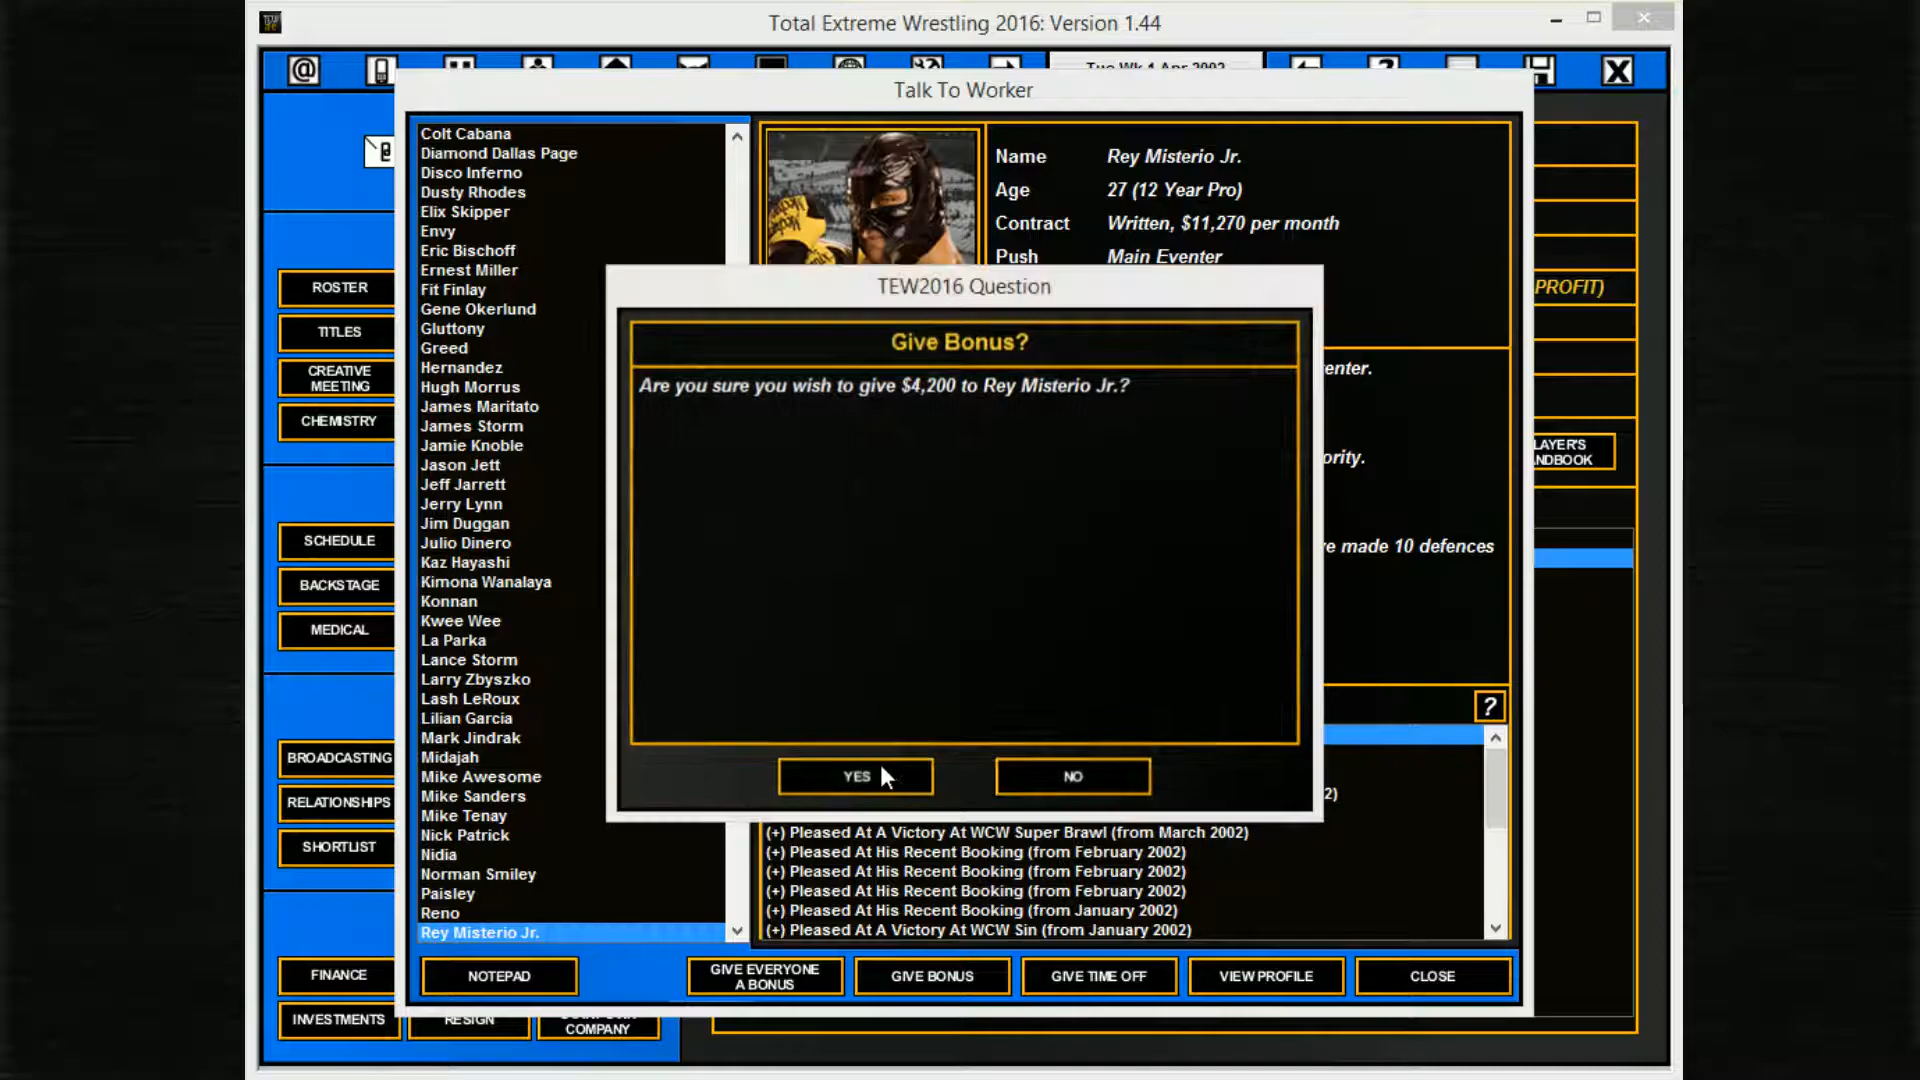 Total Extreme Wrestling 2016: Version 1.44
Tue Wk 1 Apr 2002
Talk To Worker
Colt Cabana
Diamond Dallas Page
Disco Inferno
Dusty Rhodes
Elix Skipper
Envy
Eric Bischoff
Ernest Miller
Fit Finlay
Gene Okerlund
Gluttony
Greed
Hernandez
Hugh Morrus
James Maritato
James Storm
Jamie Knoble
Jason Jett
Jeff Jarrett
Jerry Lynn
Jim Duggan
Julio Dinero
Kaz Hayashi
Kimona Wanalaya
Konnan
Kwee Wee
La Parka
Lance Storm
Larry Zbyszko
Lash LeRoux
Lilian Garcia
Mark Jindrak
Midajah
Mike Awesome
Mike Sanders
Mike Tenay
Nick Patrick
Nidia
Norman Smiley
Paisley
Reno
Rey Misterio Jr.
Name Rey Misterio Jr.
Age 27 (12 Year Pro)
Contract Written, $11,270 per month
Push Main Eventer
TEW2016 Question
Give Bonus?
Are you sure you wish to give $4,200 to Rey Misterio Jr.?
YES
NO
PROFIT)
enter.
ority.
e made 10 defences
LAYER'S
NDBOOK
?
2)
(+) Pleased At A Victory At WCW Super Brawl (from March 2002)
(+) Pleased At His Recent Booking (from February 2002)
(+) Pleased At His Recent Booking (from February 2002)
(+) Pleased At His Recent Booking (from February 2002)
(+) Pleased At His Recent Booking (from January 2002)
(+) Pleased At A Victory At WCW Sin (from January 2002)
ROSTER
TITLES
CREATIVE
MEETING
CHEMISTRY
SCHEDULE
BACKSTAGE
MEDICAL
BROADCASTING
RELATIONSHIPS
SHORTLIST
FINANCE
INVESTMENTS
RESIGN
COMPANY
NOTEPAD
GIVE EVERYONE
A BONUS
GIVE BONUS
GIVE TIME OFF
VIEW PROFILE
CLOSE